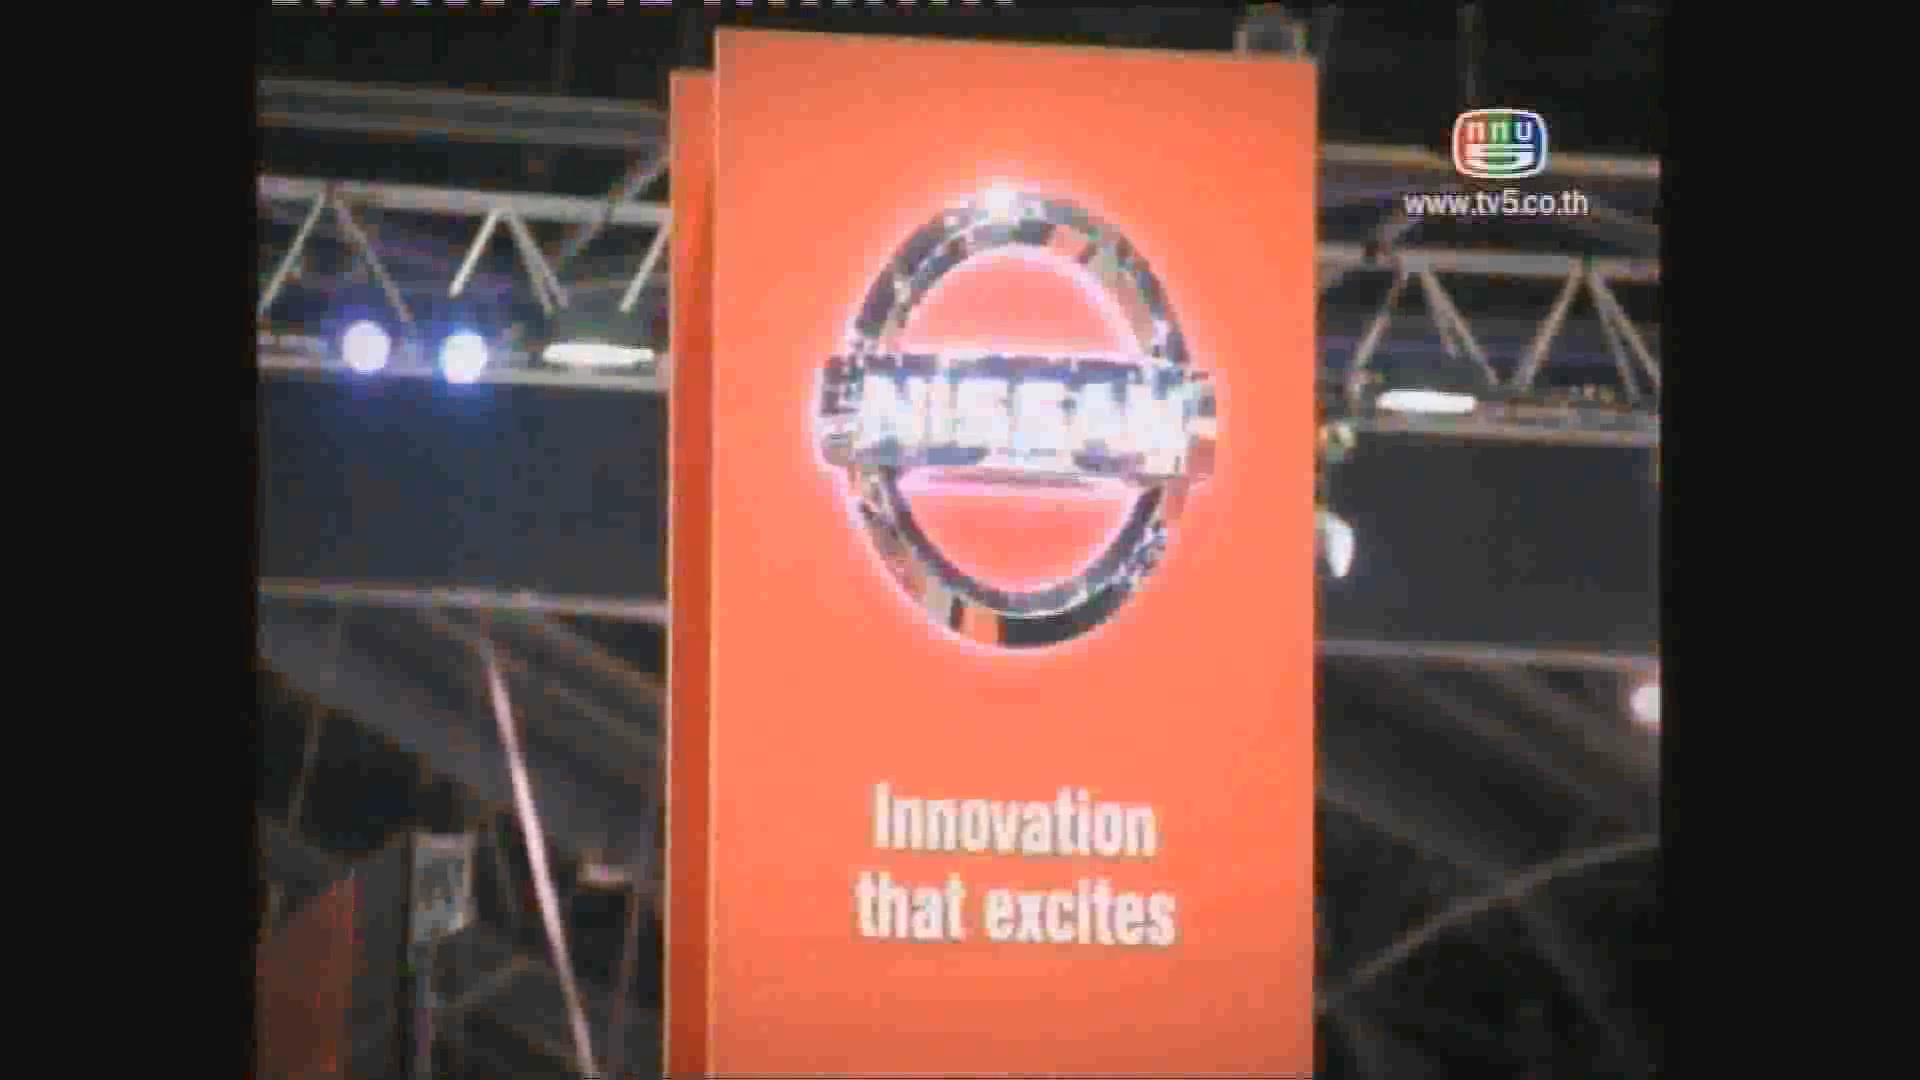 ททบ
5
www.tv5.co.th
NISSAN
Innovation
that excites